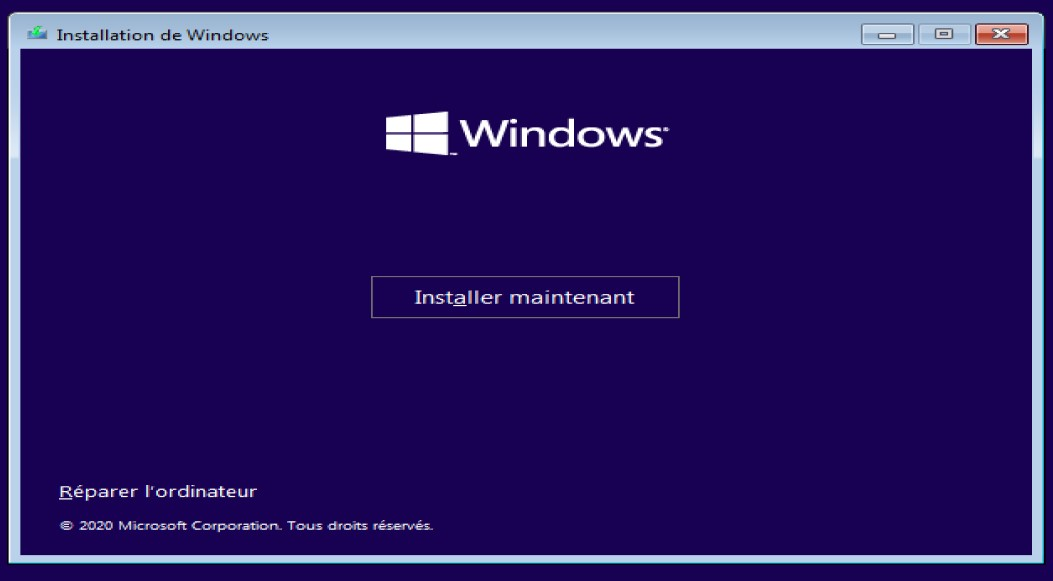 Installation de Windows
Windows
Installer maintenant
Réparer l'ordinateur
© 2020 Microsoft Corporation. Tous droits réservés.